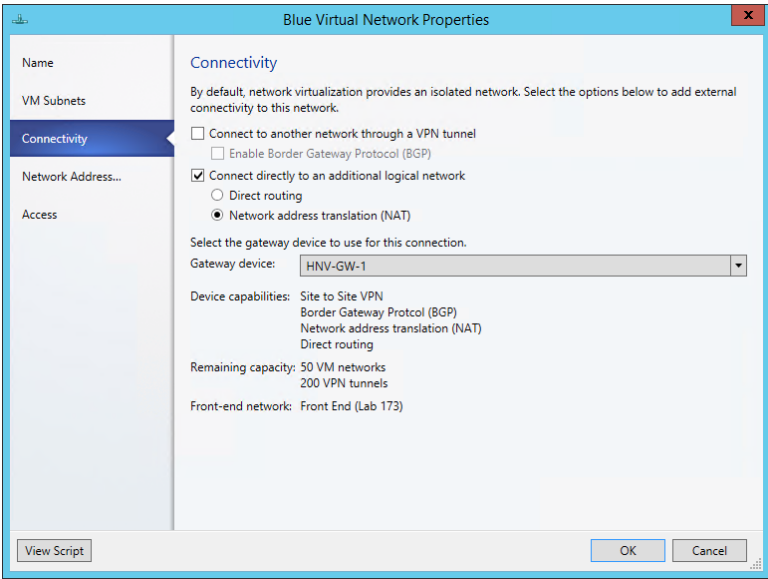 Blue Virtual Network Properties
x
Name
VM Subnets
Connectivity
Network Address...
Access
Connectivity
By default, network virtualization provides an isolated network. Select the options below to add external
connectivity to this network.
Connect to another network through a VPN tunnel
Enable Border Gateway Protocol (BGP)
Connect directly to an additional logical network
Direct routing
Network address translation (NAT)
Select the gateway device to use for this connection.
Gateway device: HNV-GW-1
Device capabilities: Site to Site VPN
Border Gateway Protcol (BGP)
Network address translation (NAT)
Direct routing
Remaining capacity: 50 VM networks
200 VPN tunnels
Front-end network: Front End (Lab 173)
View Script
OK
Cancel